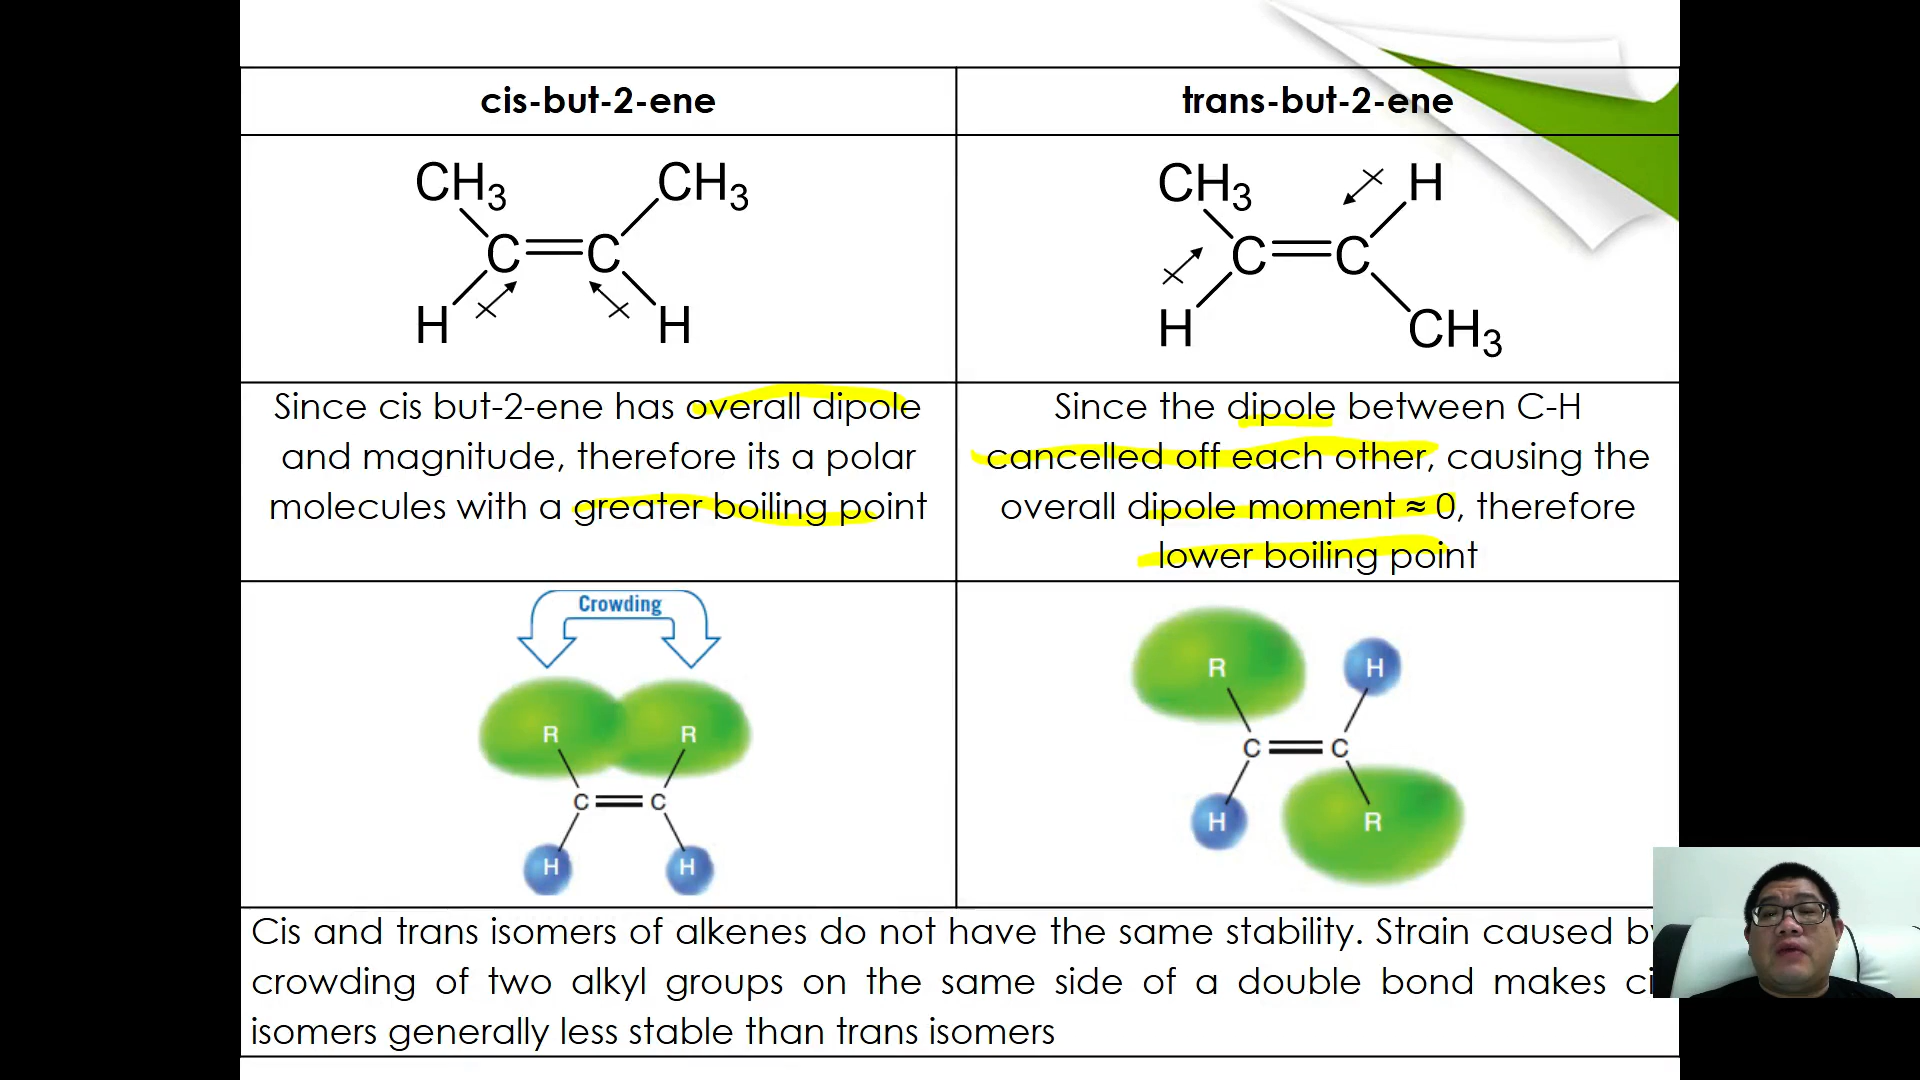 cis-but-2-ene
trans-but-2-ene
CH3 CH3
C C
H H
CH3 H
C C
H CH3
Since cis but-2-ene has overall dipole
and magnitude, therefore its a polar
molecules with a greater boiling point
Since the dipole between C-H
cancelled off each other, causing the
overall dipole moment ≈ 0, therefore
lower boiling point
Crowding
R R
C C
H H
R H
C C
H R
Cis and trans isomers of alkenes do not have the same stability. Strain caused
crowding of two alkyl groups on the same side of a double bond makes
isomers generally less stable than trans isomers